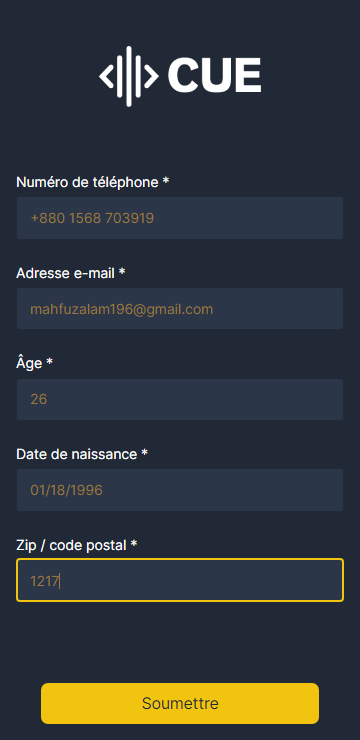 CUE
Numéro de téléphone *
+880 1568 703919
Adresse e-mail *
mahfuzalam196@gmail.com
Âge *
26
Date de naissance *
01/18/1996
Zip / code postal *
1217
Soumettre